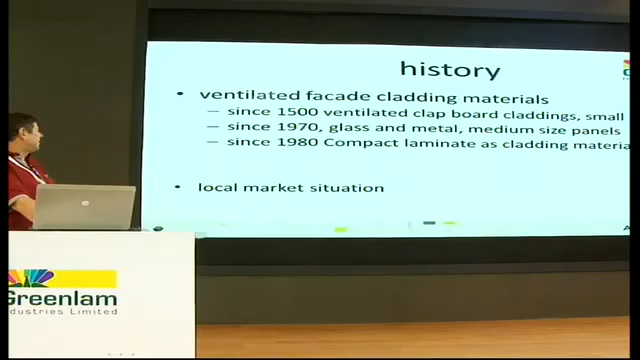 history
• ventilated facade cladding materials
– since 1500 ventilated clap board claddings, small
– since 1970, glass and metal, medium size panels
– since 1980 Compact laminate as cladding materia
• local market situation
Greenlam
ndustries Limited